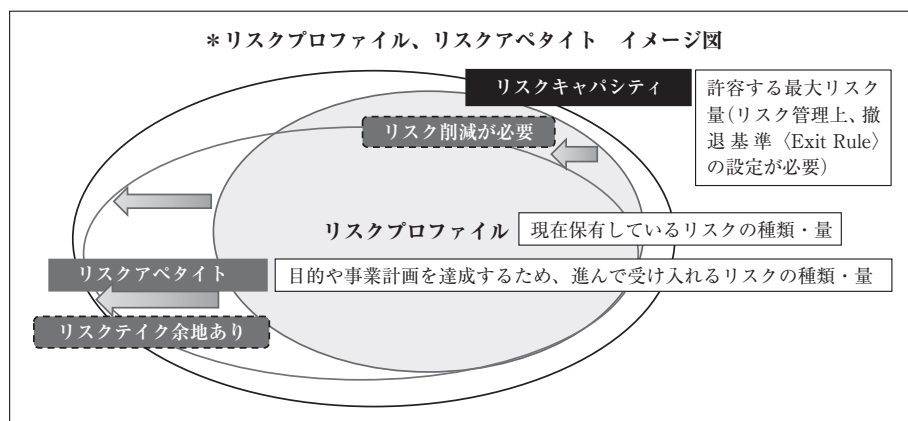 ＊リスクプロファイル、リスクアペタイト　イメージ図
リスクキャパシティ
許容する最大リスク
量（リスク管理上、撤
退基準〈Exit Rule〉
の設定が必要）
リスク削減が必要
リスクプロファイル
現在保有しているリスクの種類・量
リスクアペタイト
目的や事業計画を達成するため、進んで受け入れるリスクの種類・量
リスクテイク余地あり